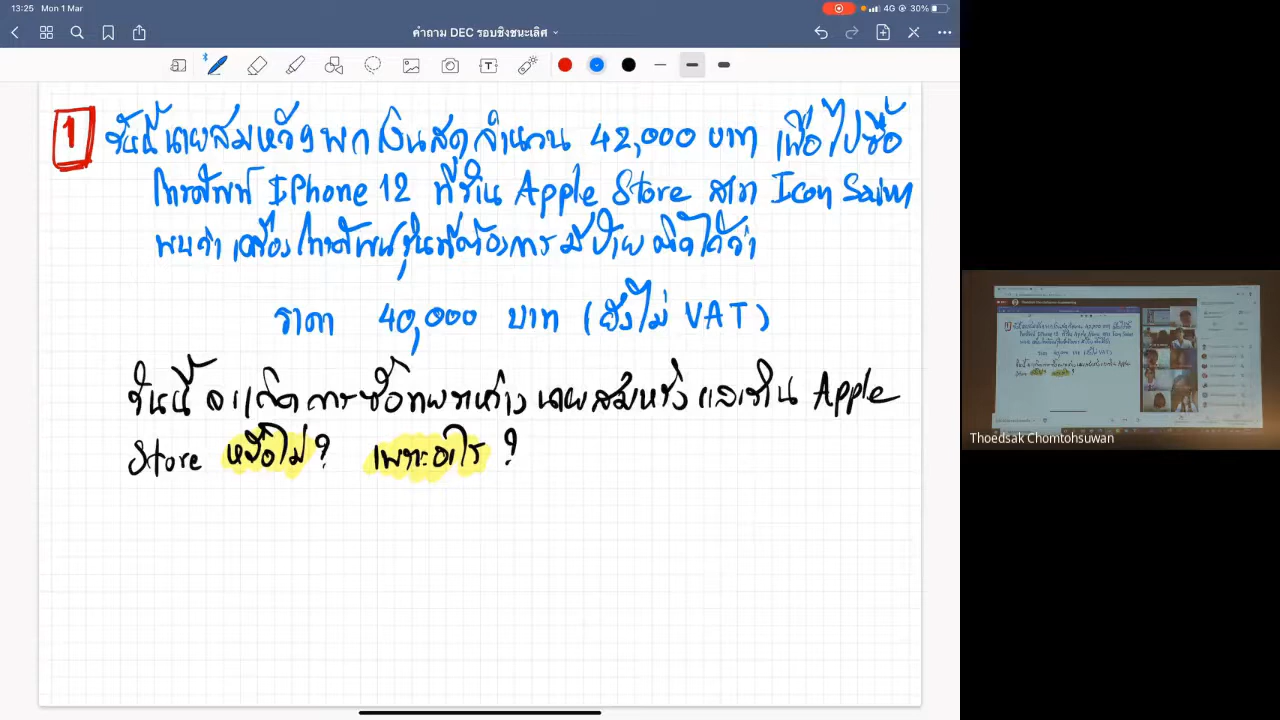 13:25 Mon 1 Mar
4G 30%
คำถาม DEC รอบชิงชนะเลิศ
1 วันนี้นายสมหวังพกเงินสดจำนวน 42,000 บาท เพื่อไปซื้อ
โทรศัพท์ IPhone 12 ที่ร้าน Apple Store สาขา Icon Saim
พบว่า เครื่องโทรศัพท์รุ่นที่ต้องการมีป้ายติดไว้ว่า
ราคา 40,000 บาท (ยังไม่ VAT)
วันนี้จะเกิดการซื้อขายระหว่างนายสมหวังและร้าน Apple
Store หรือไม่? เพราะอะไร?
Thoedsak Chomtohsuwan